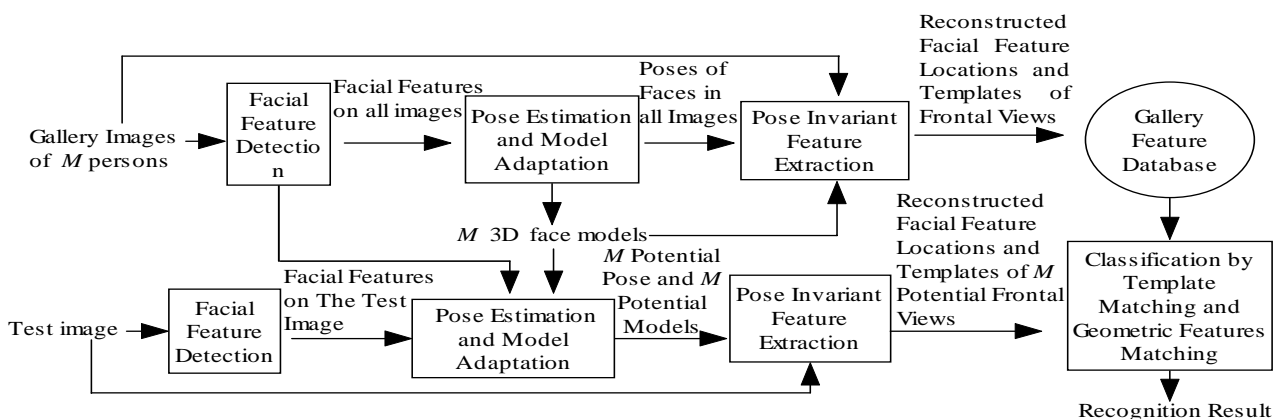 Gallery Images
of M persons
Facial
Feature
Detectio
n
Facial Features
on all images
Pose Estimation
and Model
Adaptation
Poses of
Faces in
all Images
Pose Invariant
Feature
Extraction
Reconstructed
Facial Feature
Locations and
Templates of
Frontal Views
Gallery
Feature
Database
M 3D face models
Test image
Facial
Feature
Detection
Facial Features
on The Test
Image
Pose Estimation
and Model
Adaptation
M Potential
Pose and M
Potential
Models
Pose Invariant
Feature
Extraction
Reconstructed
Facial Feature
Locations and
Templates of M
Potential Frontal
Views
Classification by
Template
Matching and
Geometric Features
Matching
Recognition Result